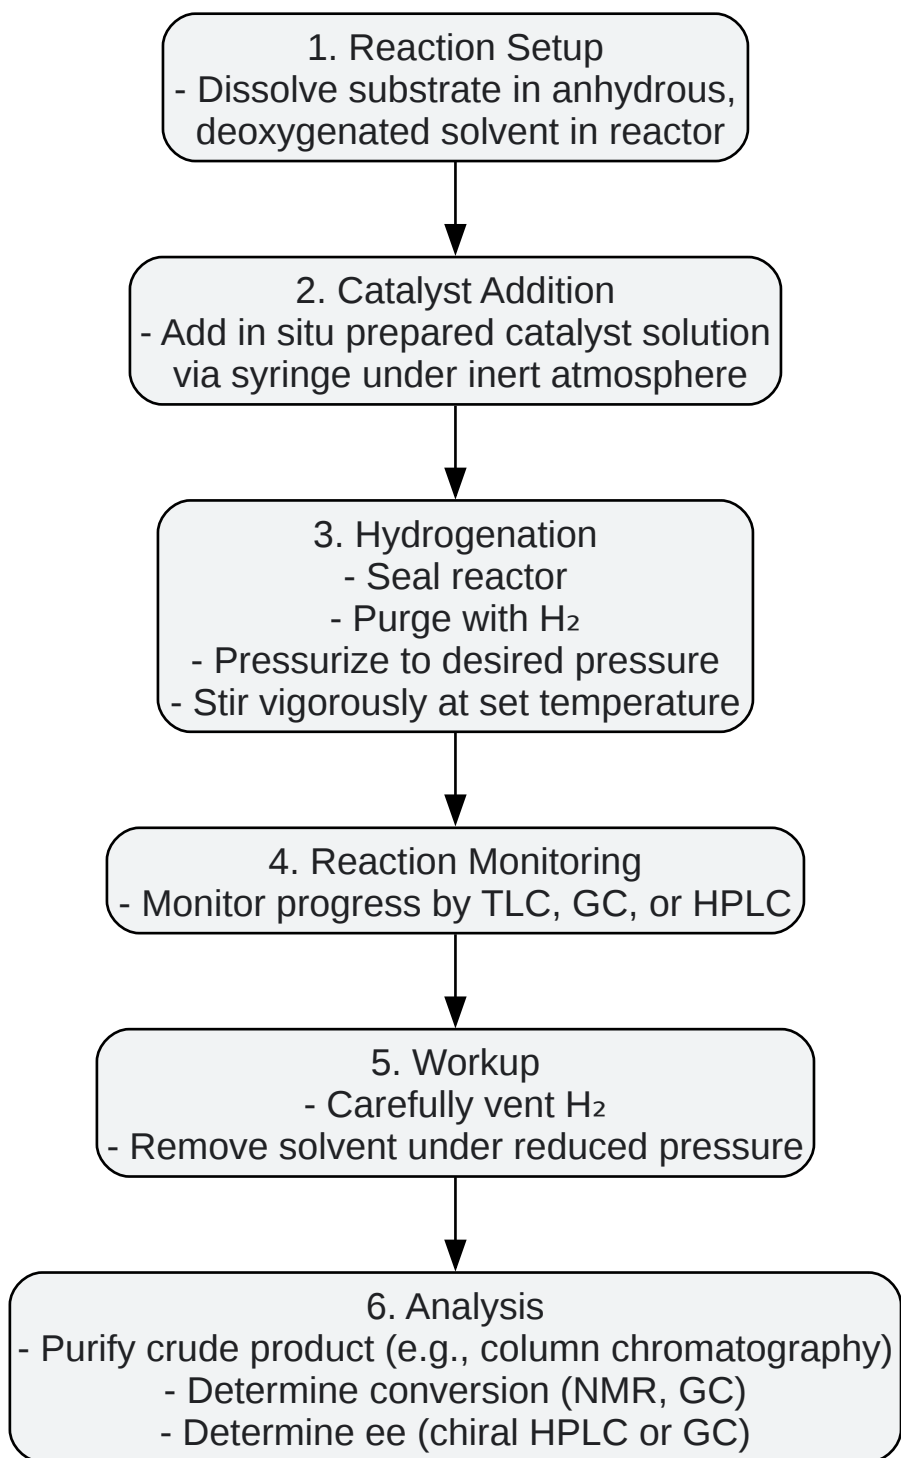 1. Reaction Setup
- Dissolve substrate in anhydrous,
deoxygenated solvent in reactor
2. Catalyst Addition
- Add in situ prepared catalyst solution
via syringe under inert atmosphere
3. Hydrogenation
- Seal reactor
- Purge with H₂
- Pressurize to desired pressure
- Stir vigorously at set temperature
4. Reaction Monitoring
- Monitor progress by TLC, GC, or HPLC
5. Workup
- Carefully vent H₂
- Remove solvent under reduced pressure
6. Analysis
- Purify crude product (e.g., column chromatography)
- Determine conversion (NMR, GC)
- Determine ee (chiral HPLC or GC)